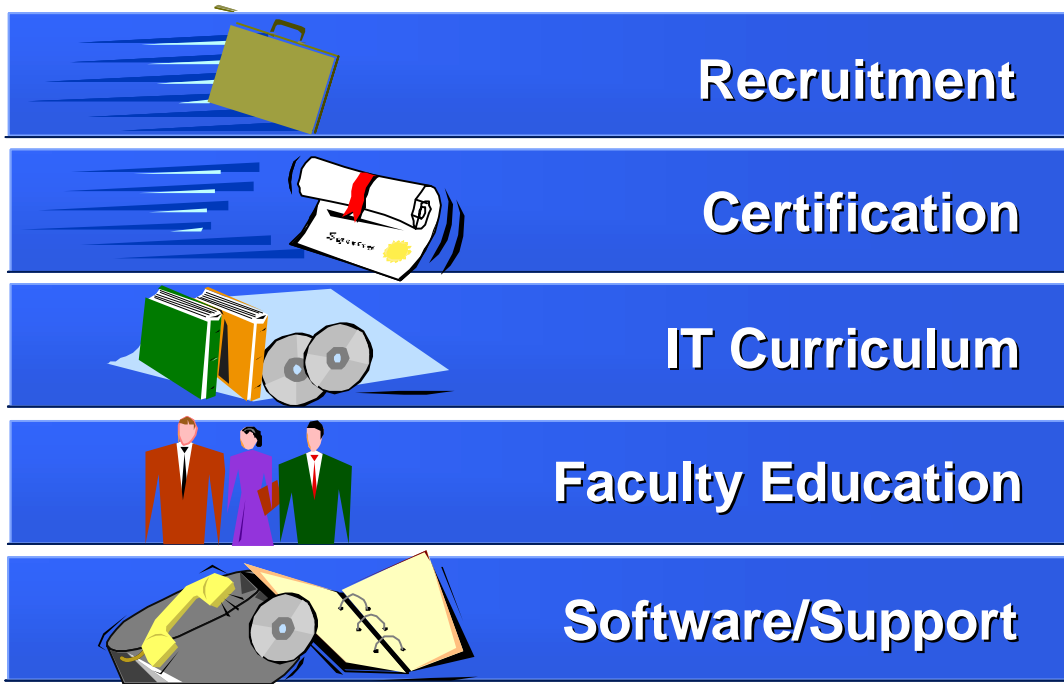 Recruitment
Certification
IT Curriculum
Faculty Education
Software/Support